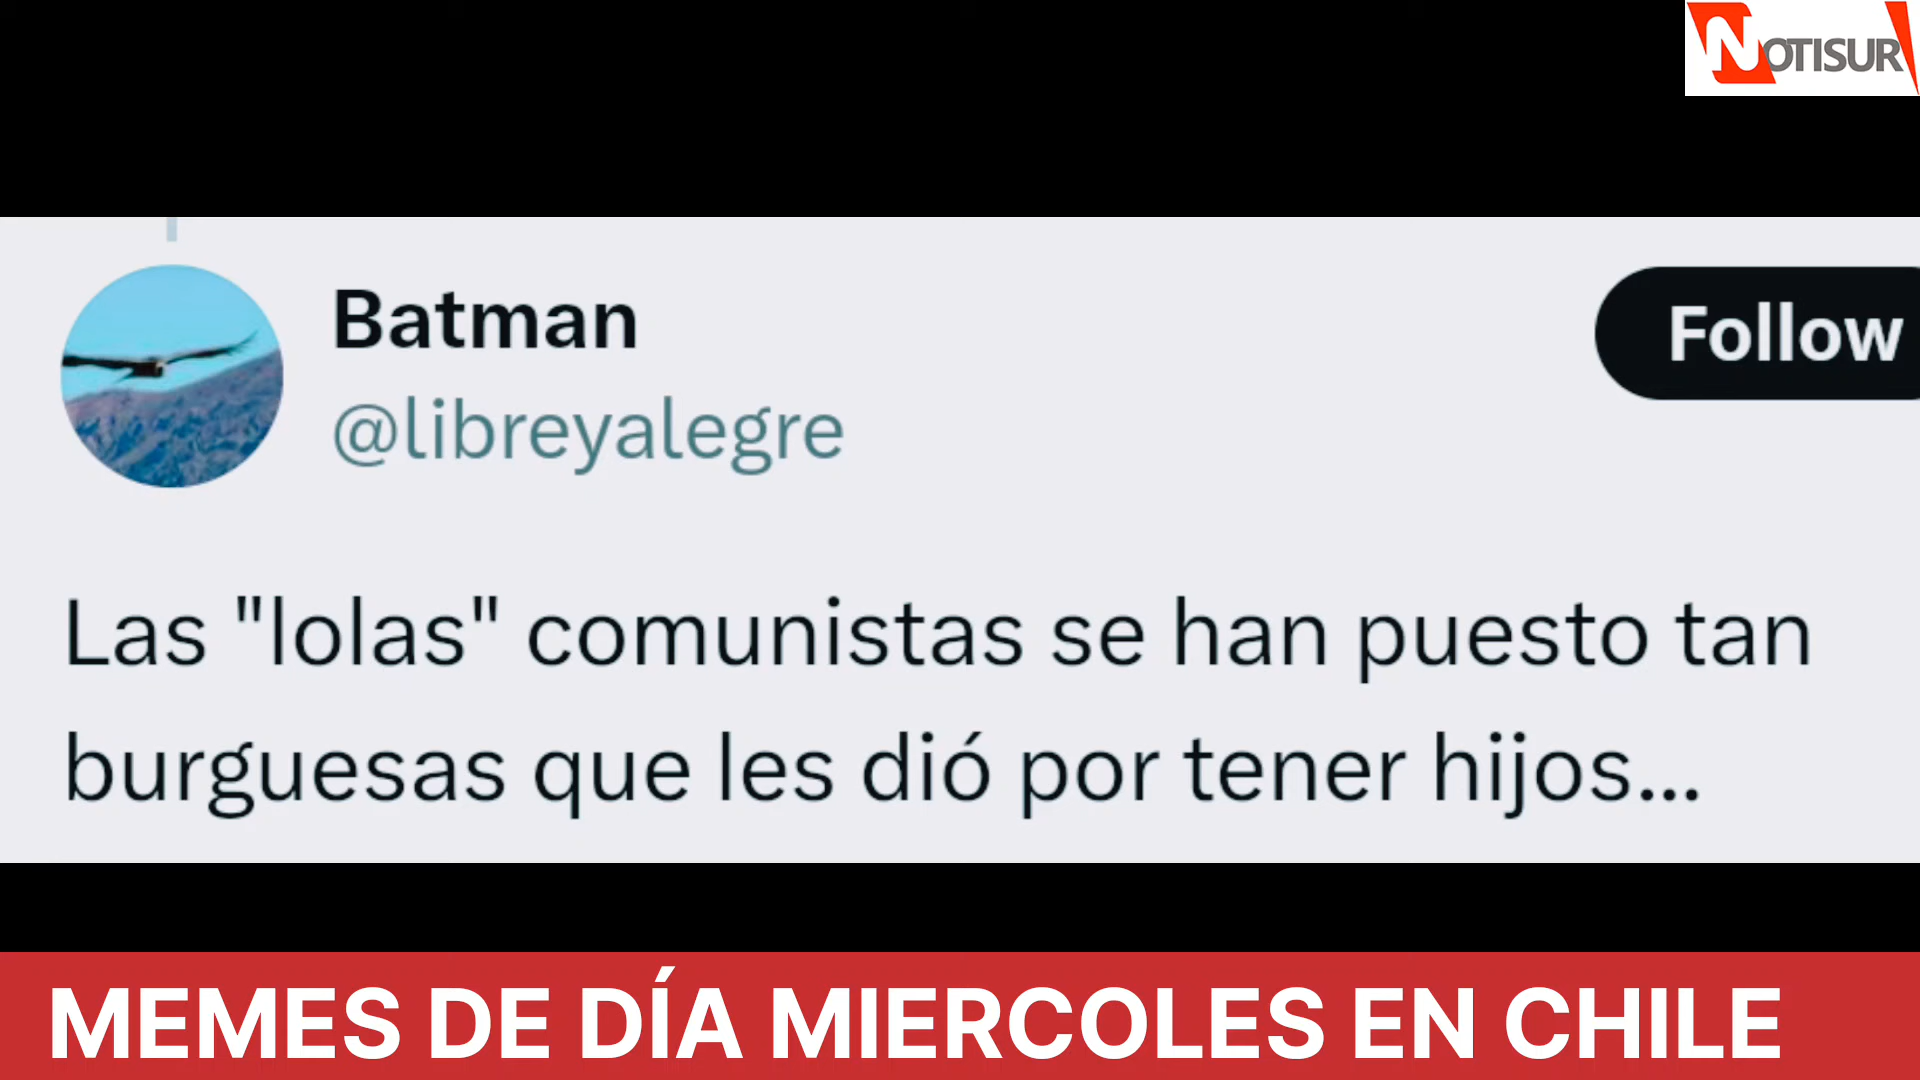 NOTISUR
Batman
Follow
@libreyalegre
Las "lolas" comunistas se han puesto tan
burguesas que les dió por tener hijos...
MEMES DE DÍA MIERCOLES EN CHILE